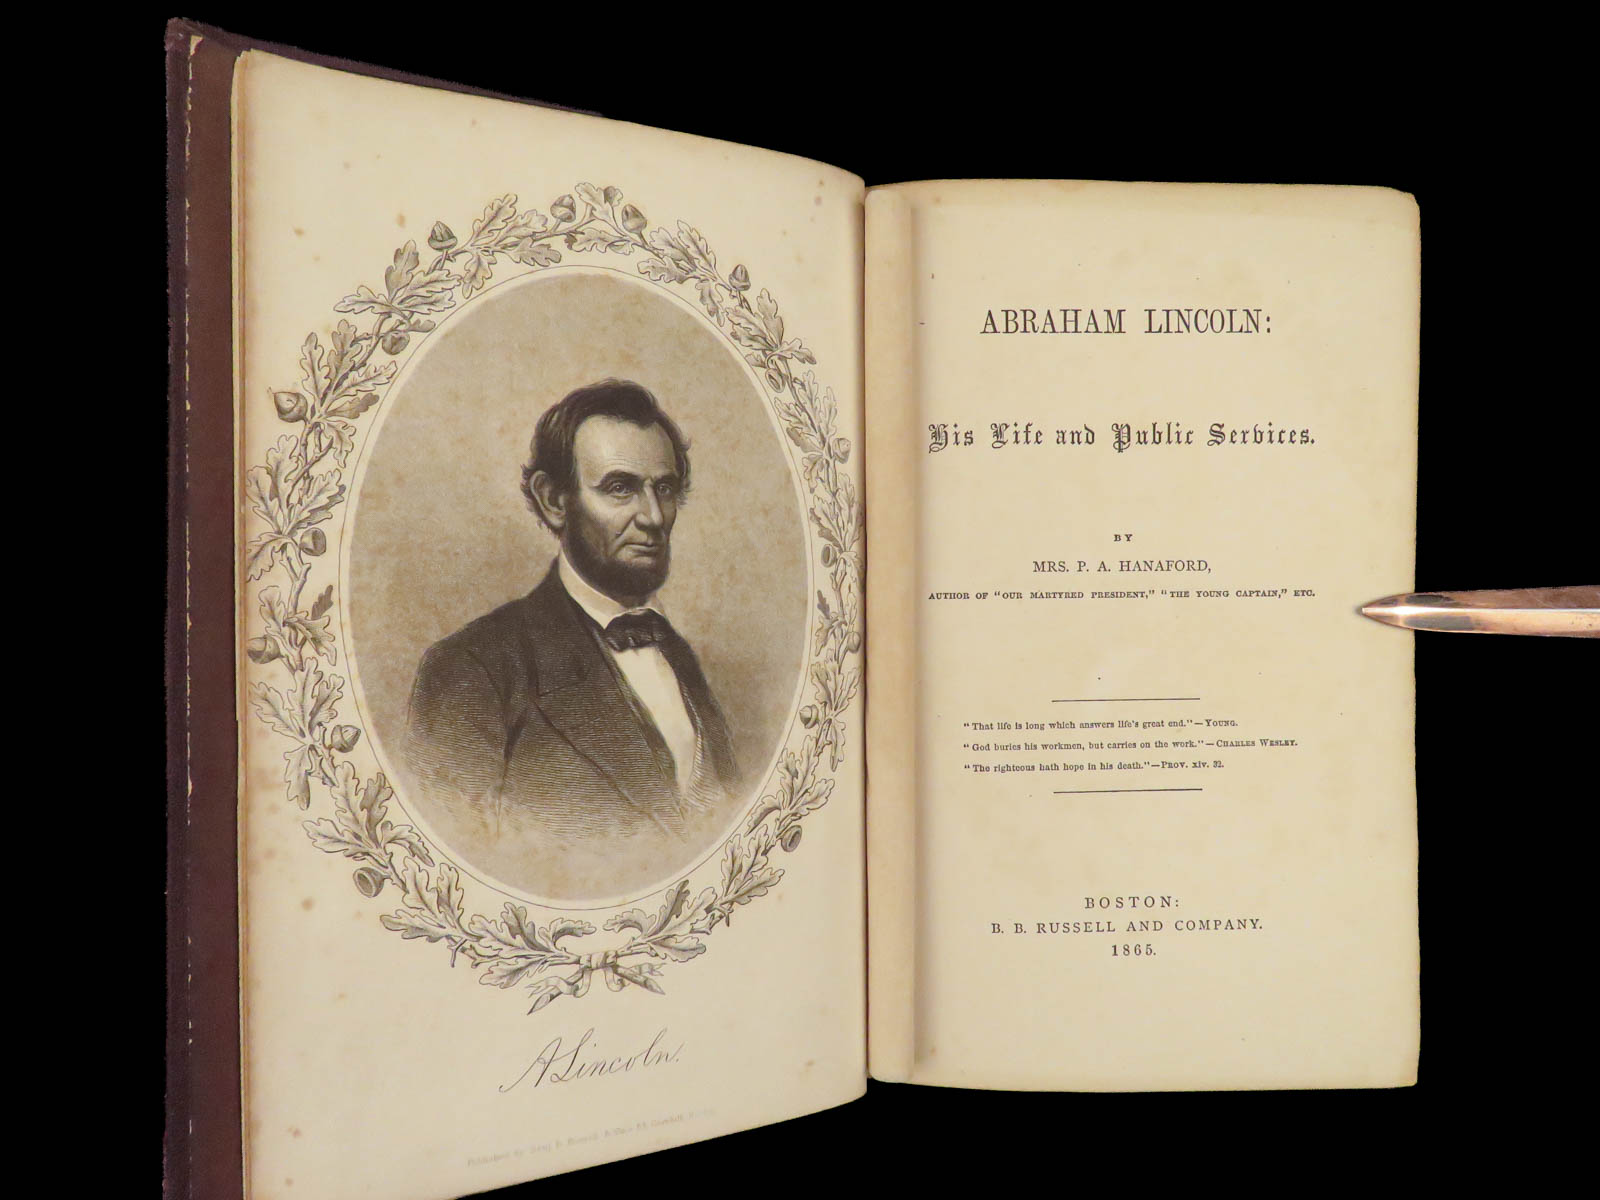 A Lincoln.
Published by
ABRAHAM LINCOLN:
His Life and Public Services.
BY
MRS. P. A. HANAFORD,
AUTHOR OF "OUR MARTYRED PRESIDENT," "THE YOUNG CAPTAIN," ETC.
"That life is long which answers life's great end."—YOUNG.
"God buries his workmen, but carries on the work."—CHARLES WESLEY.
"The righteous hath hope in his death."—PROV. xiv. 32.
BOSTON:
B. B. RUSSELL AND COMPANY.
1865.